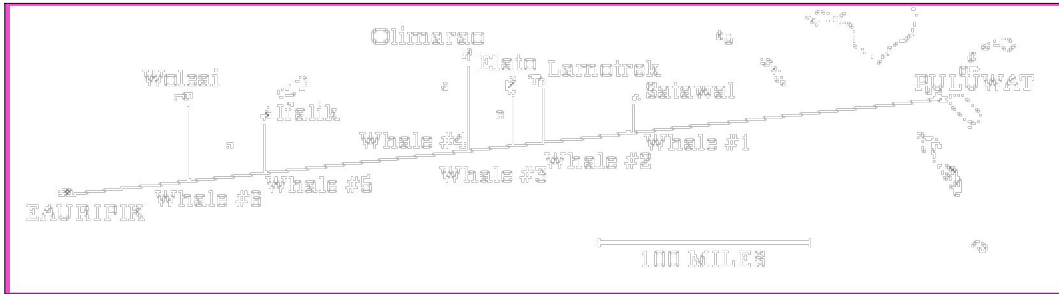 Olimarao
Elato
Lamotrek
Woleai
PULUWAT
Satawal
Ifalik
Whale #4
Whale #1
Whale #2
Whale #3
Whale #5
Whale #6
EAURIPIK
100 MILES